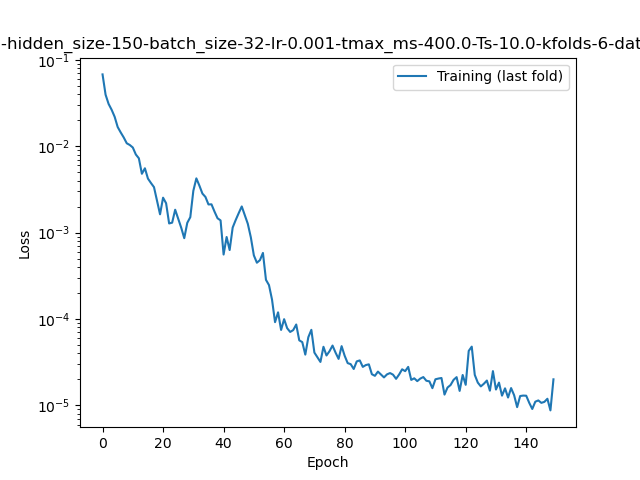 -hidden_size-150-batch_size-32-lr-0.001-tmax_ms-400.0-Ts-10.0-kfolds-6-dat
Training (last fold)
10⁻¹
10⁻²
10⁻³
10⁻⁴
10⁻⁵
Loss
0 20 40 60 80 100 120 140
Epoch